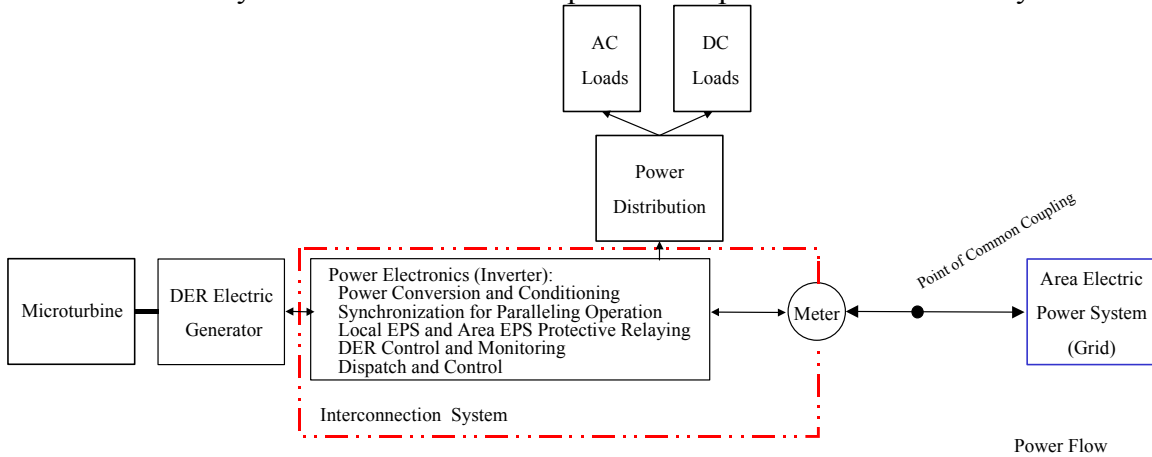 AC
Loads
DC
Loads
Power
Distribution
Point of Common Coupling
Microturbine
DER Electric
Generator
Power Electronics (Inverter):
Power Conversion and Conditioning
Synchronization for Paralleling Operation
Local EPS and Area EPS Protective Relaying
DER Control and Monitoring
Dispatch and Control
Meter
Area Electric
Power System
(Grid)
Interconnection System
Power Flow